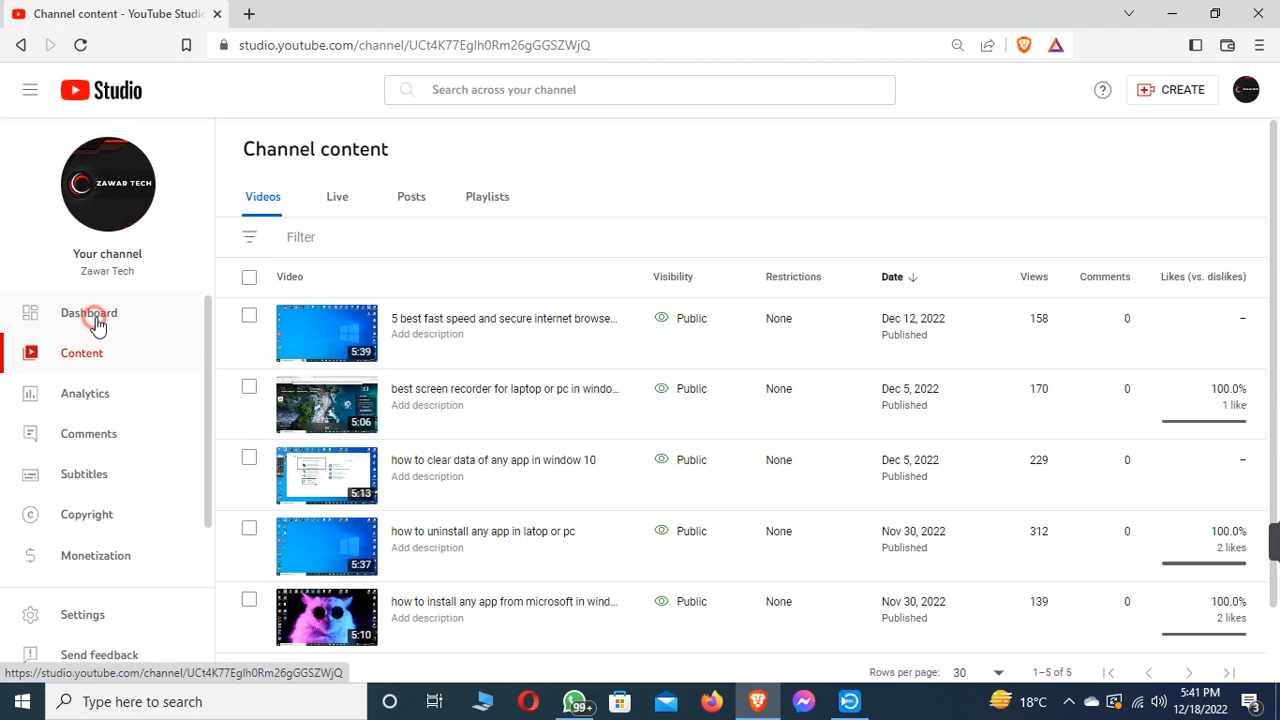 Channel content - YouTube Studio
studio.youtube.com/channel/UCt4K77EgIh0Rm26gGGSZWjQ
Studio
Search across your channel
CREATE
ZAWAR TECH
Your channel
Zawar Tech
Dashboard
Content
Analytics
Comments
Subtitles
Copyright
Monetization
Settings
Send feedback
Channel content
Videos Live Posts Playlists
Filter
Video Visibility Restrictions Date Views Comments Likes (vs. dislikes)
5 best fast speed and secure internet browse... Public None Dec 12, 2022 158 0 –
Add description Published
5:39
best screen recorder for laptop or pc in windo... Public None Dec 5, 2022 170 0 100.0%
Add description Published 1 like
5:06
how to clear data of any app in window 10 Public None Dec 5, 2022 229 0 –
Add description Published
5:13
how to uninstall any app in latop or pc Public None Nov 30, 2022 312 0 100.0%
Add description Published 2 likes
5:37
how to install any app from microsoft in wind... Public None Nov 30, 2022 139 0 100.0%
Add description Published 2 likes
5:10
https://studio.youtube.com/channel/UCt4K77EgIh0Rm26gGGSZWjQ
Rows per page: 30 1–5 of 5
Type here to search
99+
18°C
5:41 PM
12/18/2022
3